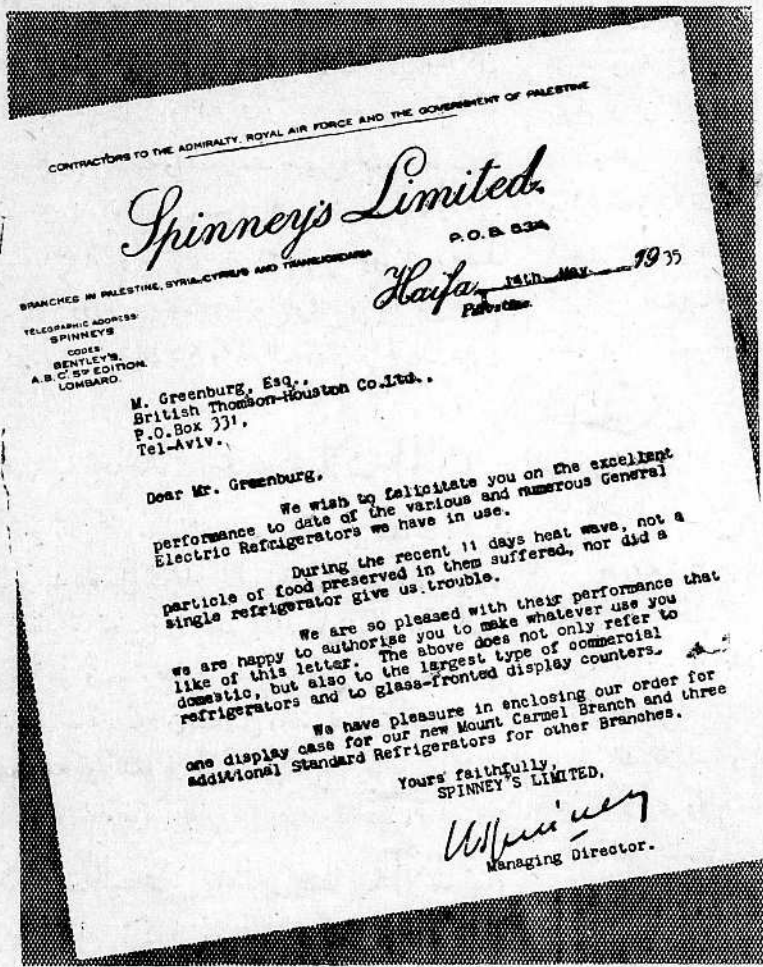 CONTRACTORS TO THE ADMIRALTY, ROYAL AIR FORCE AND THE GOVERNMENT OF PALESTINE
Spinney's Limited.
P.O.B.
BRANCHES IN PALESTINE, SYRIA, CYPRUS AND TRANSJORDANIA
Haifa, 14th May 1935
TELEGRAPHIC ADDRESS:
SPINNEYS
CODES:
BENTLEY'S.
A.B.C. 5TH EDITION.
LOMBARD.
M. Greenburg, Esq.,
British Thomson-Houston Co.Ltd.,
P.O.Box 331,
Tel-Aviv.
Dear Mr. Greenburg,
We wish to felicitate you on the excellent
performance to date of the various and numerous General
Electric Refrigerators we have in use.
During the recent 11 days heat wave, not a
particle of food preserved in them suffered, nor did a
single refrigerator give us trouble.
We are so pleased with their performance that
we are happy to authorise you to make whatever use you
like of this letter. The above does not only refer to
domestic, but also to the largest type of commercial
refrigerators and to glass-fronted display counters.
We have pleasure in enclosing our order for
one display case for our new Mount Carmel Branch and three
additional Standard Refrigerators for other Branches.
Yours faithfully,
SPINNEY'S LIMITED,
Managing Director.